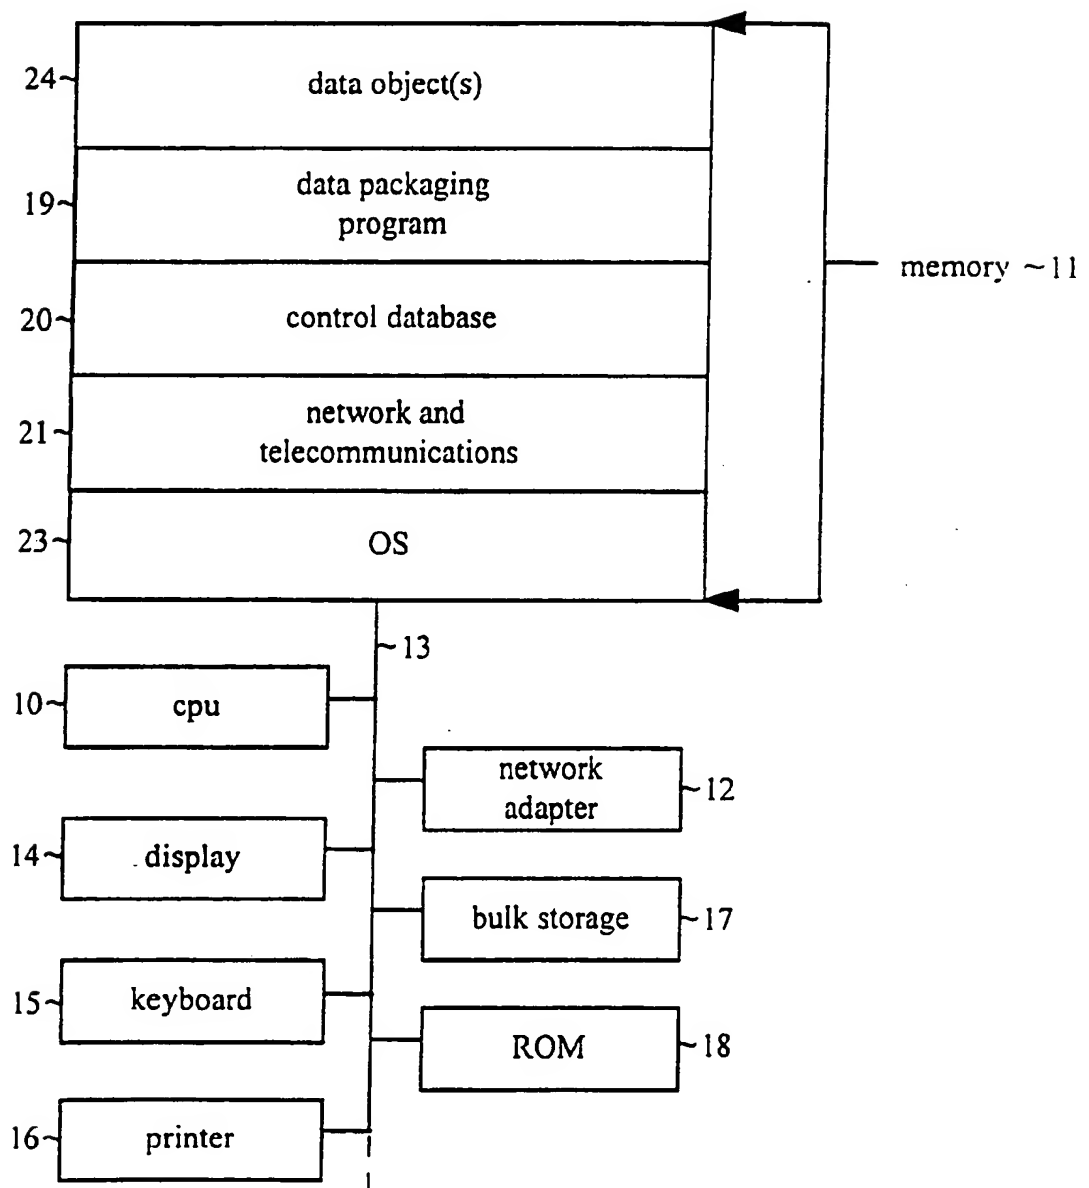 24~ data object(s)
19~ data packaging
program
memory ~11
20~ control database
21~ network and
telecommunications
23~ OS
~13
10~ cpu
network
adapter ~12
14~ display
bulk storage ~17
15~ keyboard
ROM ~18
16~ printer